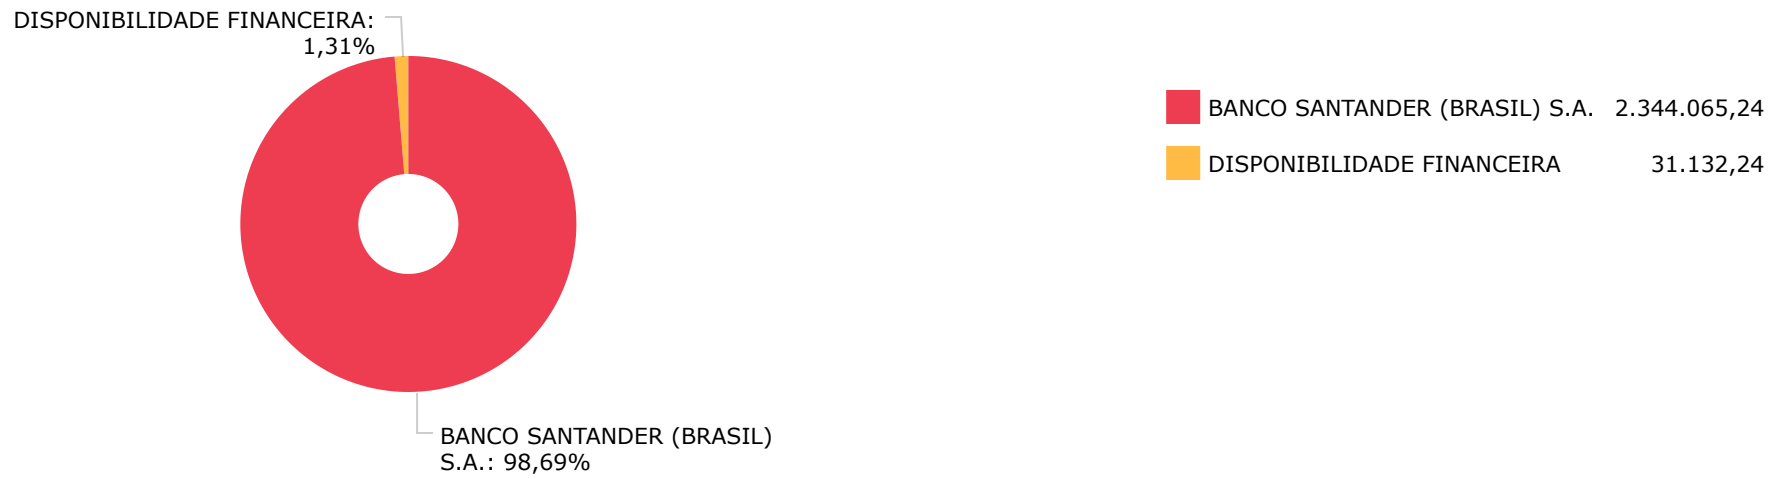 DISPONIBILIDADE FINANCEIRA:
1,31%
BANCO SANTANDER (BRASIL)
S.A.: 98,69%
BANCO SANTANDER (BRASIL) S.A. 2.344.065,24
DISPONIBILIDADE FINANCEIRA 31.132,24